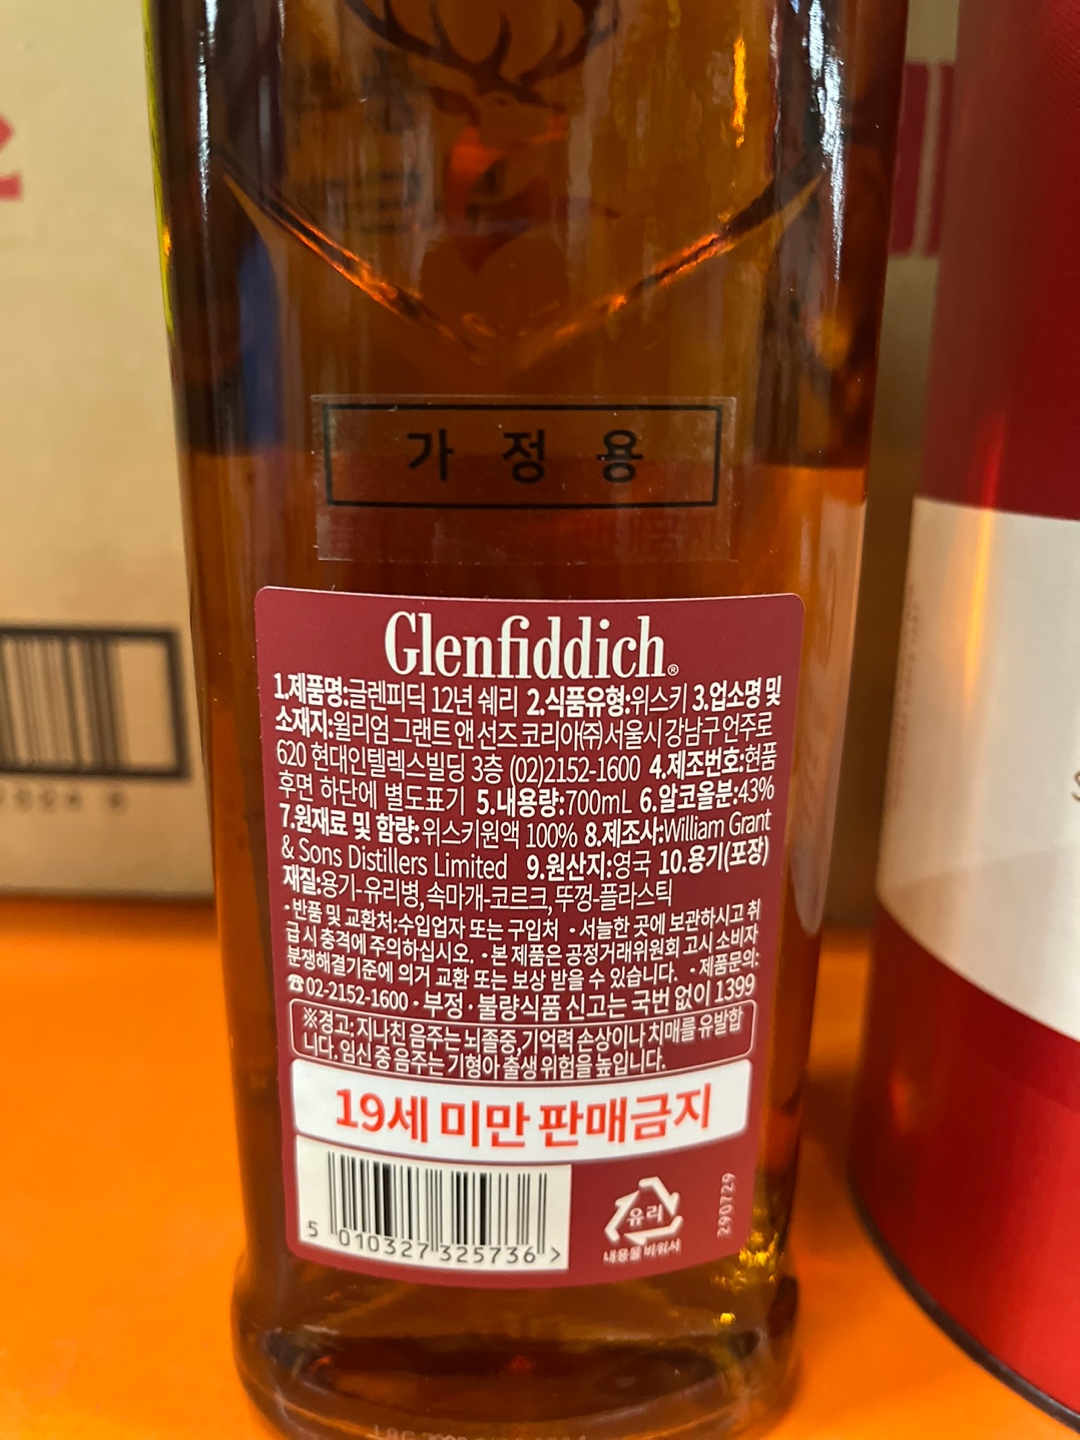 가 정 용
Glenfiddich®
1.제품명:글렌피딕 12년 쉐리 2.식품유형:위스키 3.업소명 및
소재지:윌리엄 그랜트 앤 선즈 코리아(주) 서울시 강남구 언주로
620 현대인텔렉스빌딩 3층 (02)2152-1600 4.제조번호:현품
후면 하단에 별도표기 5.내용량:700mL 6.알코올분:43%
7.원재료 및 함량:위스키원액 100% 8.제조사:William Grant
& Sons Distillers Limited 9.원산지:영국 10.용기(포장)
재질:용기-유리병, 속마개-코르크, 뚜껑-플라스틱
·반품 및 교환처:수입업자 또는 구입처 ·서늘한 곳에 보관하시고 취
급 시 충격에 주의하십시오. ·본 제품은 공정거래위원회 고시 소비자
분쟁해결기준에 의거 교환 또는 보상 받을 수 있습니다. ·제품문의:
☎02-2152-1600 ·부정·불량식품 신고는 국번 없이 1399
※경고: 지나친 음주는 뇌졸중, 기억력 손상이나 치매를 유발합
니다. 임신 중 음주는 기형아 출생 위험을 높입니다.
19세 미만 판매금지
5 010327 325736 >
유리
내용물 비워서
290729